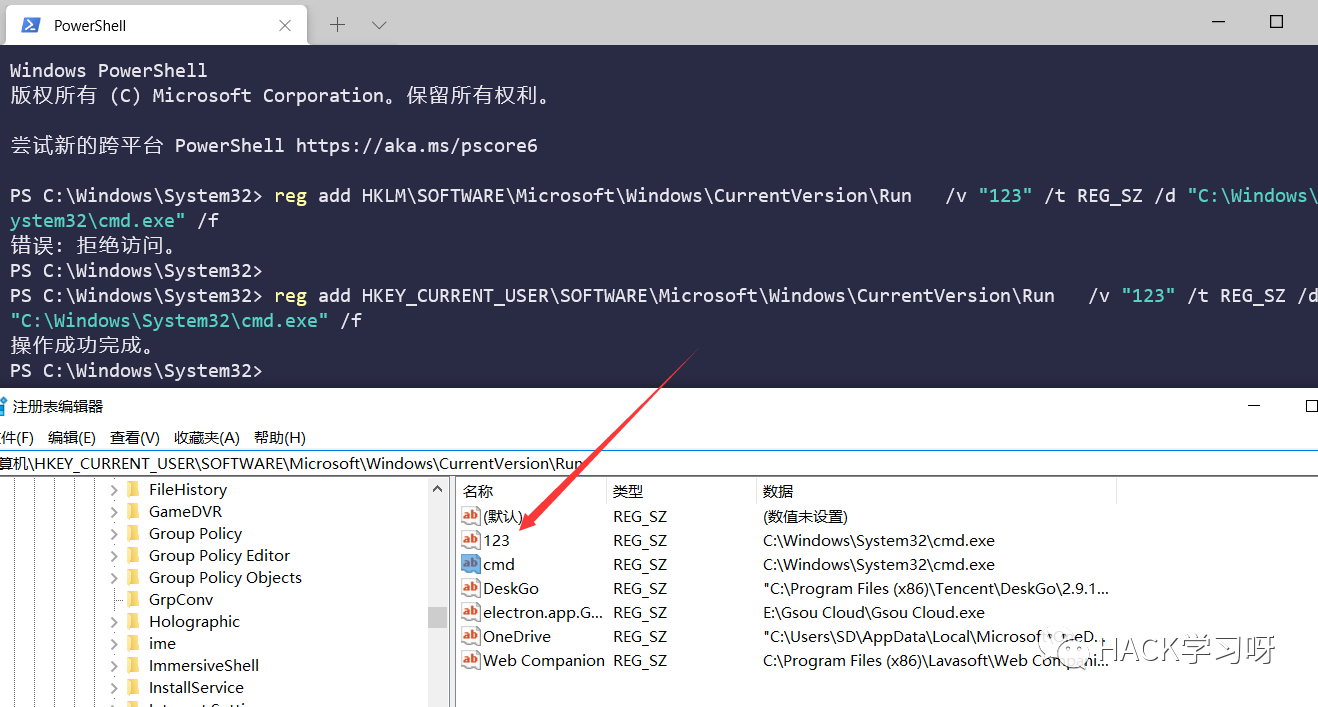 PowerShell
Windows PowerShell
版权所有 (C) Microsoft Corporation。保留所有权利。
尝试新的跨平台 PowerShell https://aka.ms/pscore6
PS C:\Windows\System32> reg add HKLM\SOFTWARE\Microsoft\Windows\CurrentVersion\Run /v "123" /t REG_SZ /d "C:\Windows\
ystem32\cmd.exe" /f
错误: 拒绝访问。
PS C:\Windows\System32>
PS C:\Windows\System32> reg add HKEY_CURRENT_USER\SOFTWARE\Microsoft\Windows\CurrentVersion\Run /v "123" /t REG_SZ /d
"C:\Windows\System32\cmd.exe" /f
操作成功完成。
PS C:\Windows\System32>
注册表编辑器
件(F) 编辑(E) 查看(V) 收藏夹(A) 帮助(H)
算机\HKEY_CURRENT_USER\SOFTWARE\Microsoft\Windows\CurrentVersion\Run
FileHistory
GameDVR
Group Policy
Group Policy Editor
Group Policy Objects
GrpConv
Holographic
ime
ImmersiveShell
InstallService
名称 类型 数据
(默认) REG_SZ (数值未设置)
123 REG_SZ C:\Windows\System32\cmd.exe
cmd REG_SZ C:\Windows\System32\cmd.exe
DeskGo REG_SZ "C:\Program Files (x86)\Tencent\DeskGo\2.9.1...
electron.app.G... REG_SZ E:\Gsou Cloud\Gsou Cloud.exe
OneDrive REG_SZ "C:\Users\SD\AppData\Local\Microsoft\OneD...
Web Companion REG_SZ C:\Program Files (x86)\Lavasoft\Web Compani...
HACK学习呀